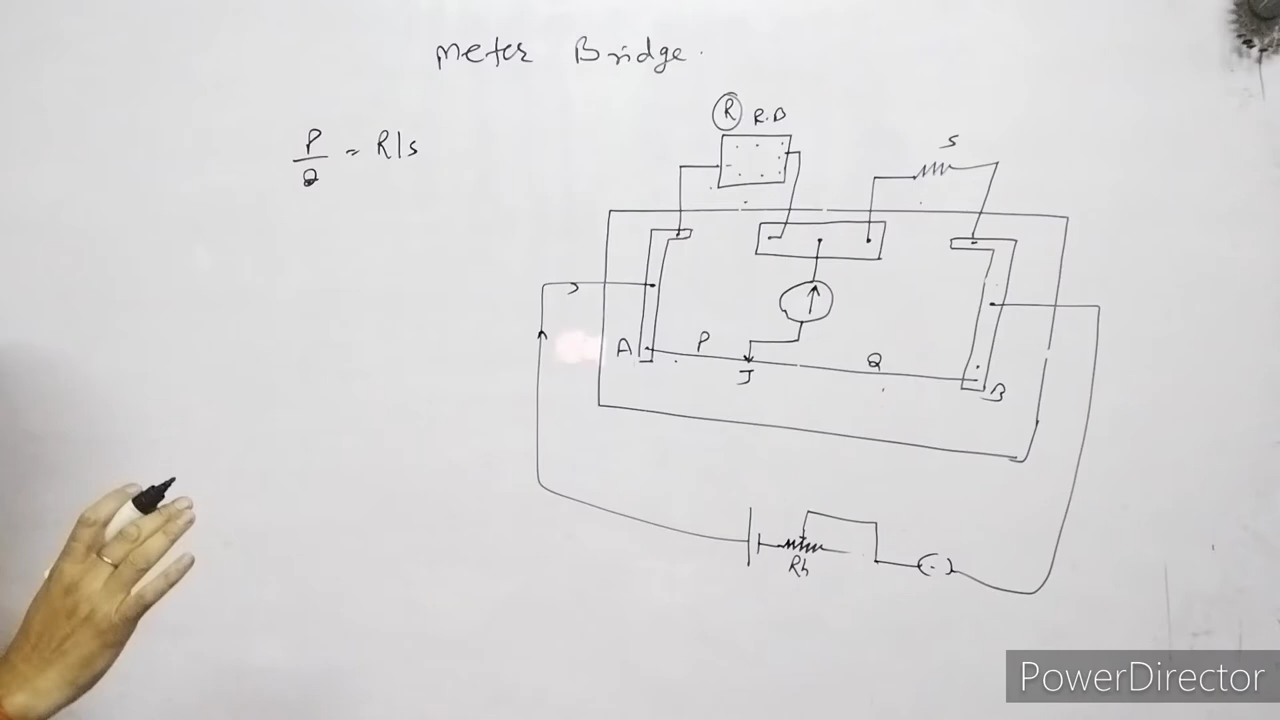 Meter Bridge.
P/Q = R/s
R R.B
S
A P J Q B
Rh
PowerDirector